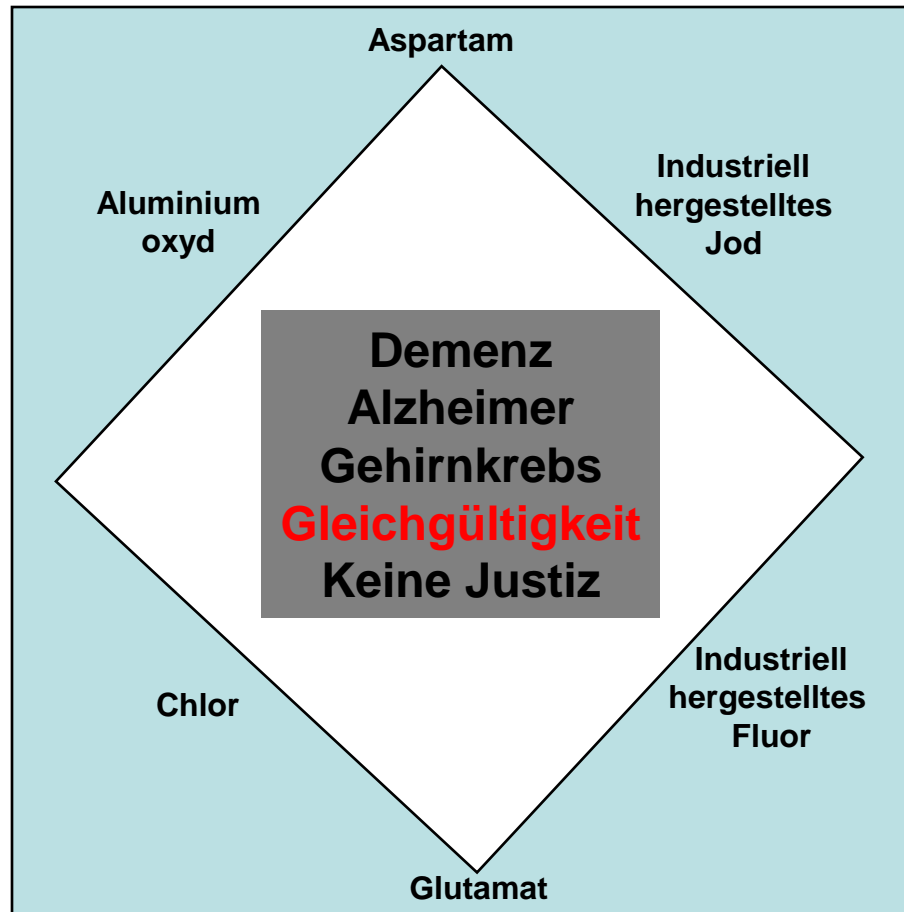 Aspartam
Aluminium
oxyd
Industriell
hergestelltes
Jod
Demenz
Alzheimer
Gehirnkrebs
Gleichgültigkeit
Keine Justiz
Chlor
Industriell
hergestelltes
Fluor
Glutamat